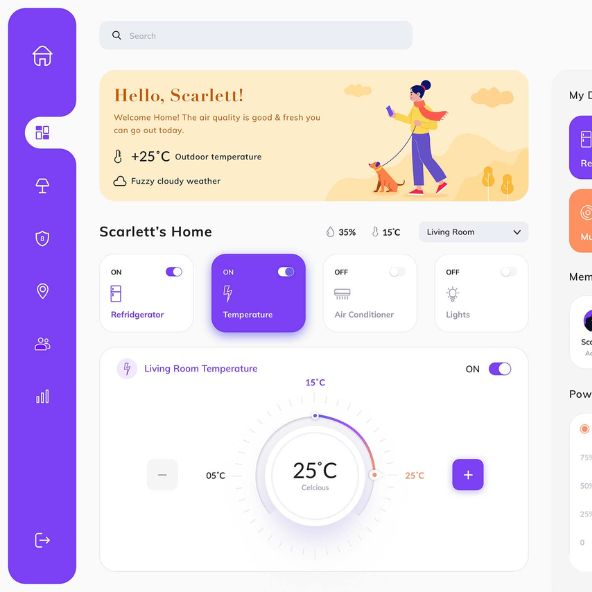 Search
Hello, Scarlett!
Welcome Home! The air quality is good & fresh you
can go out today.
+25°C Outdoor temperature
Fuzzy cloudy weather
Scarlett's Home
35%
15°C
Living Room
ON
Refridgerator
ON
Temperature
OFF
Air Conditioner
OFF
Lights
Living Room Temperature
ON
15°C
05°C
25°C
Celcious
25°C
My D
Re
Mu
Mem
Sca
Ad
Pow
75%
50%
25%
0